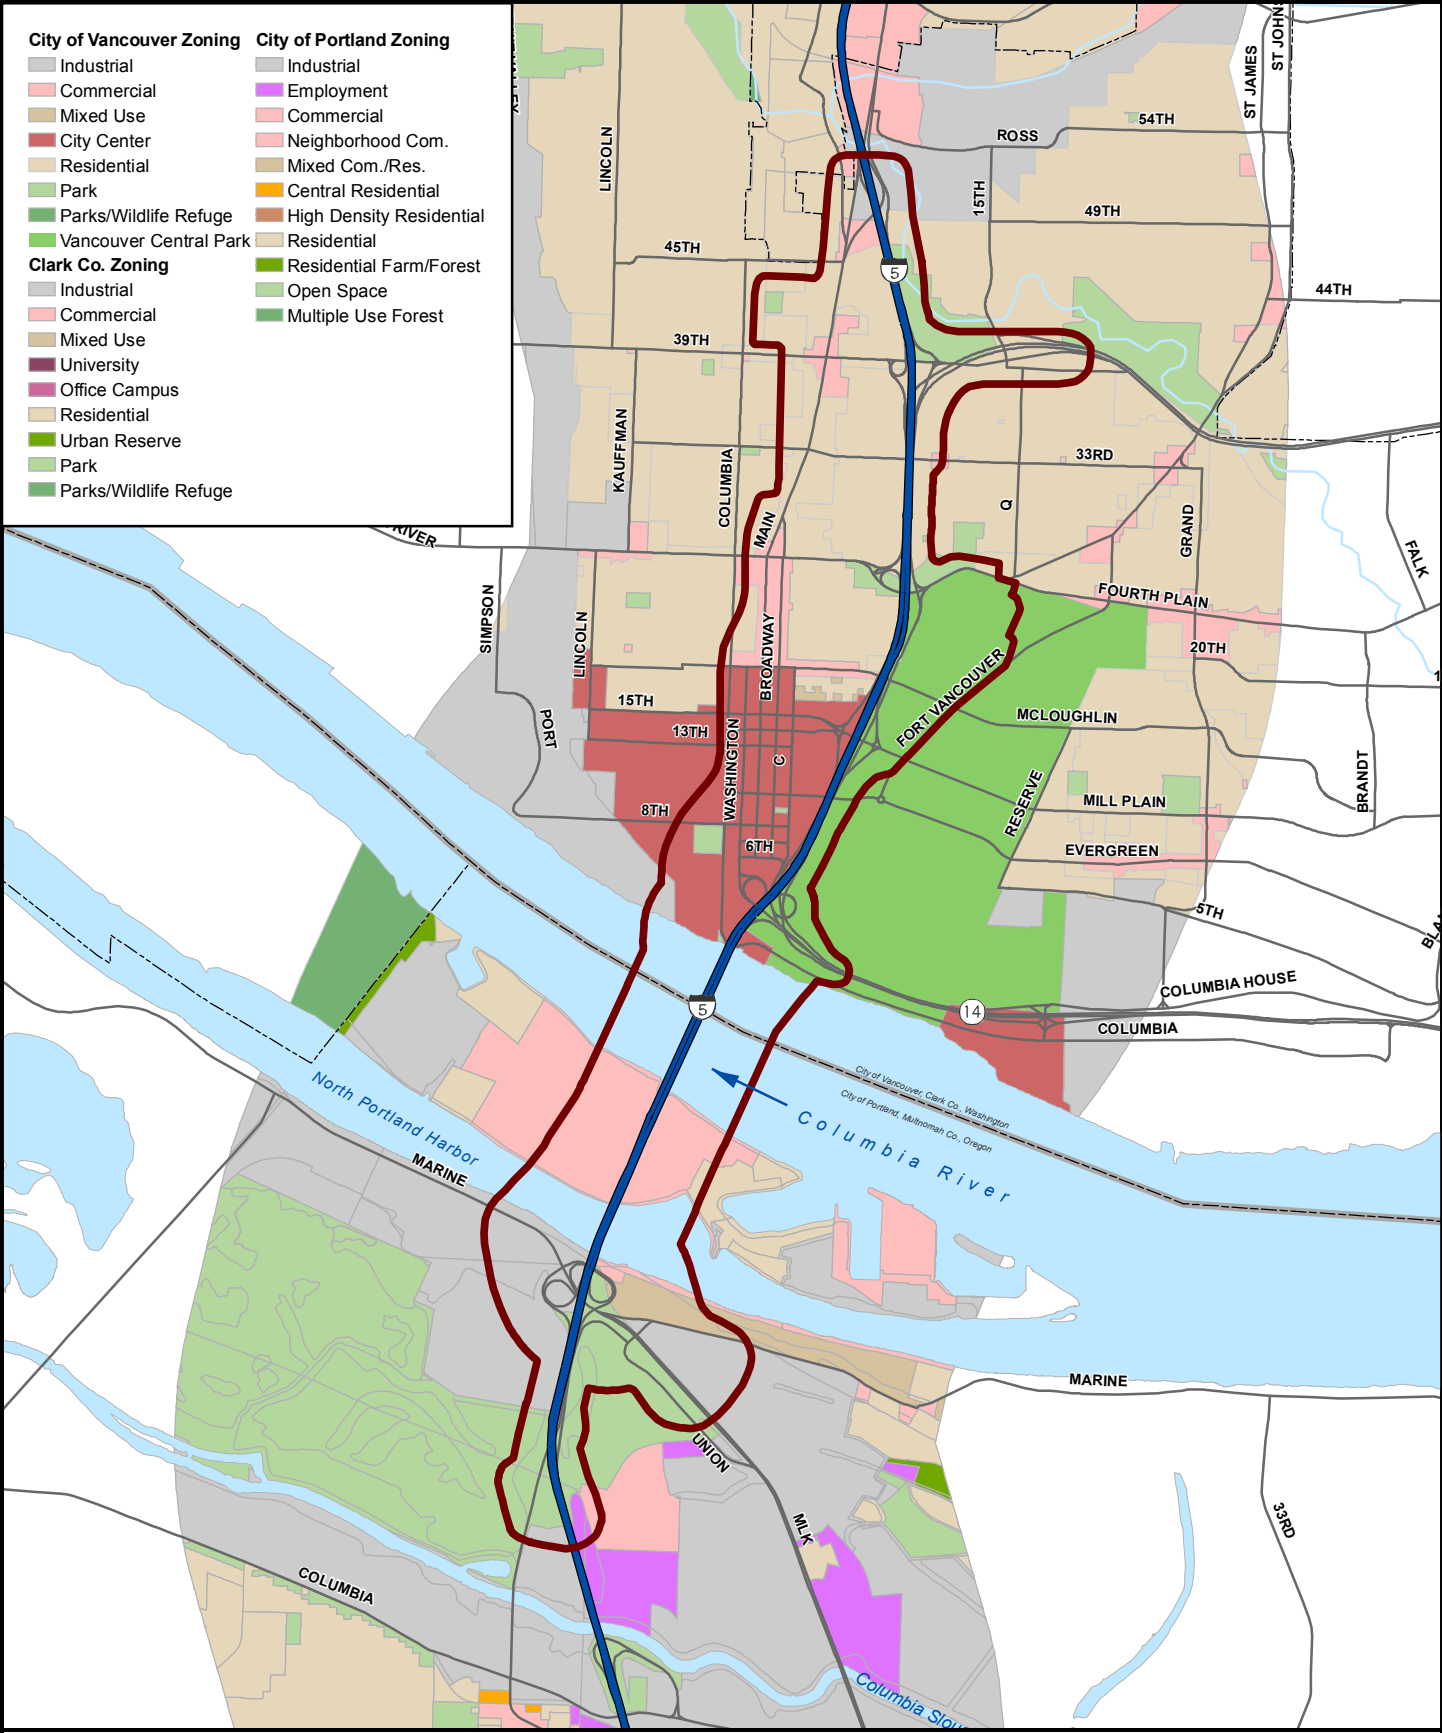 City of Vancouver Zoning
Industrial
Commercial
Mixed Use
City Center
Residential
Park
Parks/Wildlife Refuge
Vancouver Central Park
Clark Co. Zoning
Industrial
Commercial
Mixed Use
University
Office Campus
Residential
Urban Reserve
Park
Parks/Wildlife Refuge
City of Portland Zoning
Industrial
Employment
Commercial
Neighborhood Com.
Mixed Com./Res.
Central Residential
High Density Residential
Residential
Residential Farm/Forest
Open Space
Multiple Use Forest
ST JAMES
ST JOHNS
LINCOLN
ROSS
54TH
15TH
49TH
45TH
5
44TH
39TH
KAUFFMAN
COLUMBIA
33RD
MAIN
Q
GRAND
FALK
RIVER
SIMPSON
LINCOLN
BROADWAY
FOURTH PLAIN
20TH
FORT VANCOUVER
15TH
13TH
PORT
WASHINGTON
C
MCLOUGHLIN
BRANDT
8TH
6TH
RESERVE
MILL PLAIN
EVERGREEN
5TH
COLUMBIA HOUSE
14
COLUMBIA
5
City of Vancouver, Clark Co., Washington
City of Portland, Multnomah Co., Oregon
Columbia River
North Portland Harbor
MARINE
MARINE
UNION
MLK
33RD
COLUMBIA
Columbia Slou